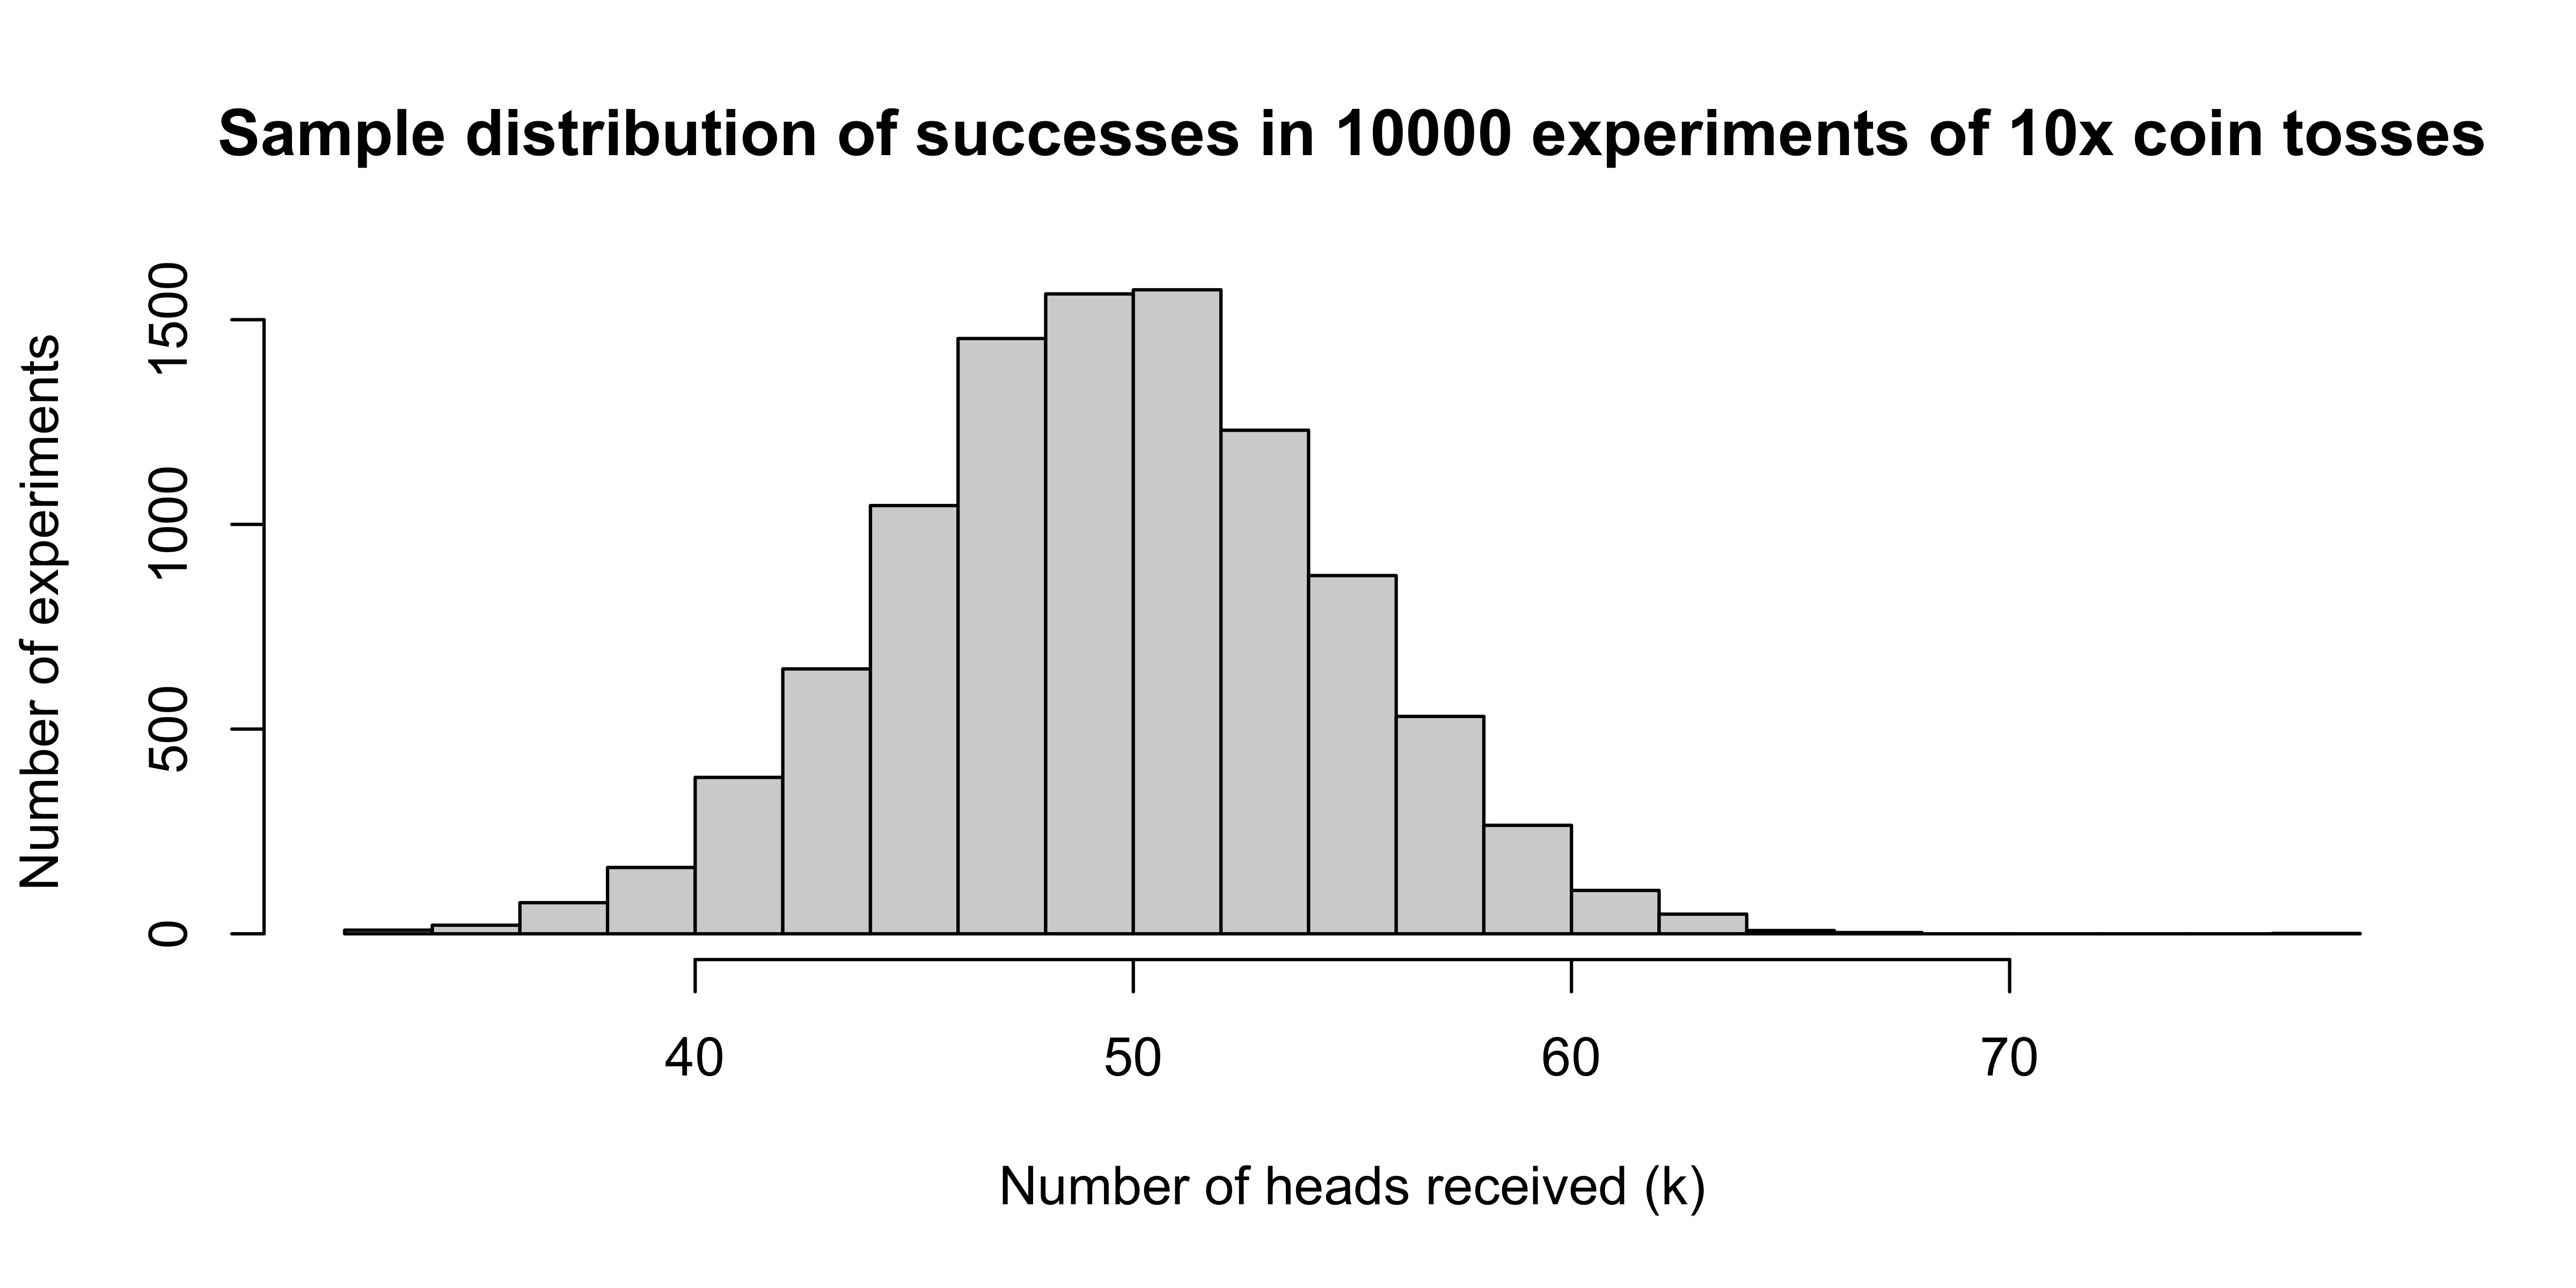 Sample distribution of successes in 10000 experiments of 10x coin tosses
Number of experiments
1500
1000
500
0
40 50 60 70
Number of heads received (k)